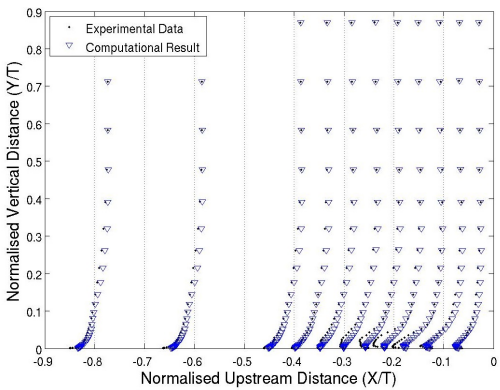 Experimental Data
Computational Result
Normalised Vertical Distance (Y/T)
0.9
0.8
0.7
0.6
0.5
0.4
0.3
0.2
0.1
0
-0.9 -0.8 -0.7 -0.6 -0.5 -0.4 -0.3 -0.2 -0.1 0
Normalised Upstream Distance (X/T)